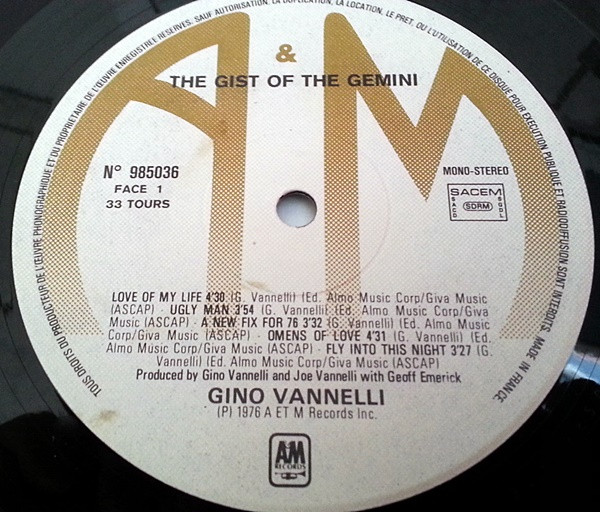 TOUS DROITS DU PRODUCTEUR DE L'ŒUVRE PHONOGRAPHIQUE ET DU PROPRIETAIRE DE L'ŒUVRE ENREGISTREE RESERVES. SAUF AUTORISATION, LA DUPLICATION, LA LOCATION, LE PRET, OU L'UTILISATION DE CE DISQUE POUR EXECUTION PUBLIQUE ET RADIODIFFUSION SONT INTERDITS. MADE IN FRANCE
A & M
THE GIST OF THE GEMINI
N° 985036
FACE 1
33 TOURS
MONO-STEREO
SACEM
SACD SDRM SGDL
LOVE OF MY LIFE 4'30 (G. Vannelli) (Ed. Almo Music Corp/Giva Music
(ASCAP) · UGLY MAN 3'54 (G. Vannelli) (Ed. Almo Music Corp/Giva
Music (ASCAP) · A NEW FIX FOR 76 3'32 (G. Vannelli) (Ed. Almo Music
Corp/Giva Music (ASCAP) · OMENS OF LOVE 4'31 (G. Vannelli) (Ed.
Almo Music Corp/Giva Music (ASCAP) · FLY INTO THIS NIGHT 3'27 (G.
Vannelli) (Ed. Almo Music Corp/Giva Music (ASCAP)
Produced by Gino Vannelli and Joe Vannelli with Geoff Emerick
GINO VANNELLI
(P) 1976 A ET M Records Inc.
A&M
RECORDS